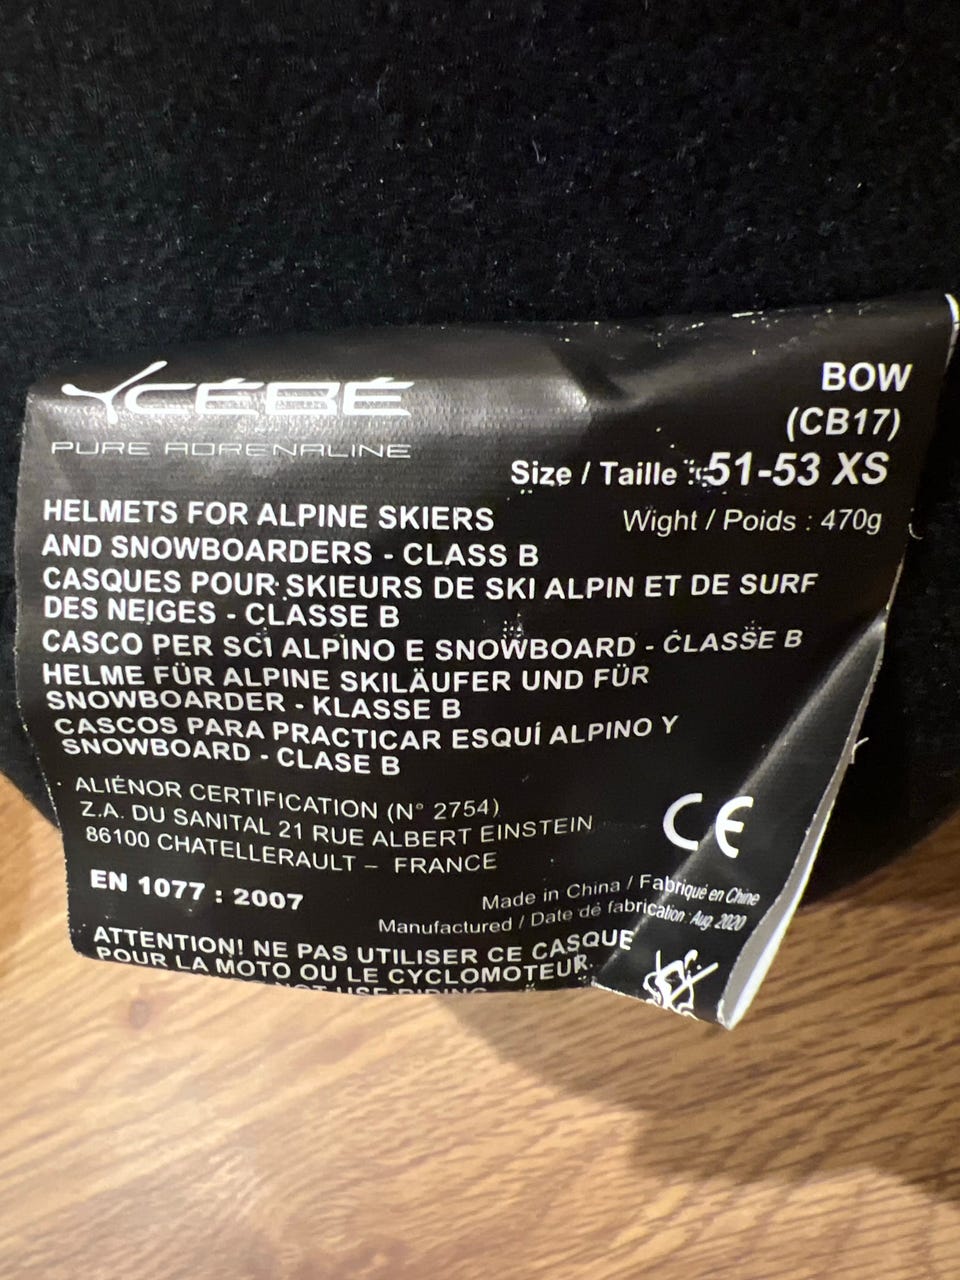 CÉBÉ
PURE ADRENALINE
BOW
(CB17)
Size / Taille : 51-53 XS
Wight / Poids : 470g
HELMETS FOR ALPINE SKIERS
AND SNOWBOARDERS - CLASS B
CASQUES POUR SKIEURS DE SKI ALPIN ET DE SURF
DES NEIGES - CLASSE B
CASCO PER SCI ALPINO E SNOWBOARD - CLASSE B
HELME FÜR ALPINE SKILÄUFER UND FÜR
SNOWBOARDER - KLASSE B
CASCOS PARA PRACTICAR ESQUÍ ALPINO Y
SNOWBOARD - CLASE B
ALIÉNOR CERTIFICATION (N° 2754)
Z.A. DU SANITAL 21 RUE ALBERT EINSTEIN
86100 CHATELLERAULT – FRANCE
CE
EN 1077 : 2007
Made in China / Fabriqué en Chine
Manufactured / Date de fabrication : Aug. 2020
ATTENTION! NE PAS UTILISER CE CASQUE
POUR LA MOTO OU LE CYCLOMOTEUR.
NOT USE RIDING